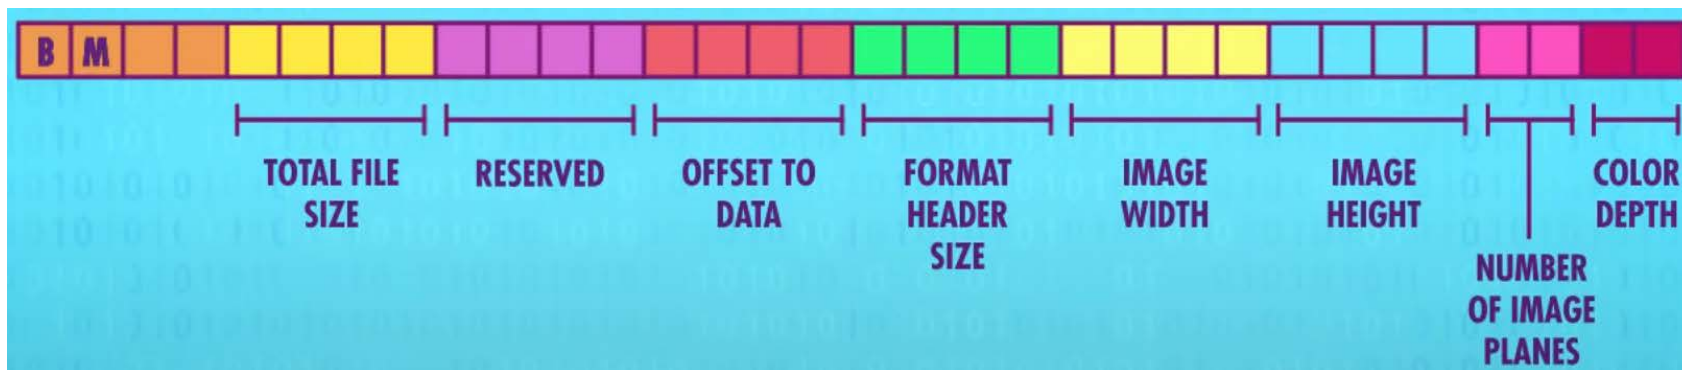 B M
TOTAL FILE
SIZE
RESERVED
OFFSET TO
DATA
FORMAT
HEADER
SIZE
IMAGE
WIDTH
IMAGE
HEIGHT
NUMBER
OF IMAGE
PLANES
COLOR
DEPTH